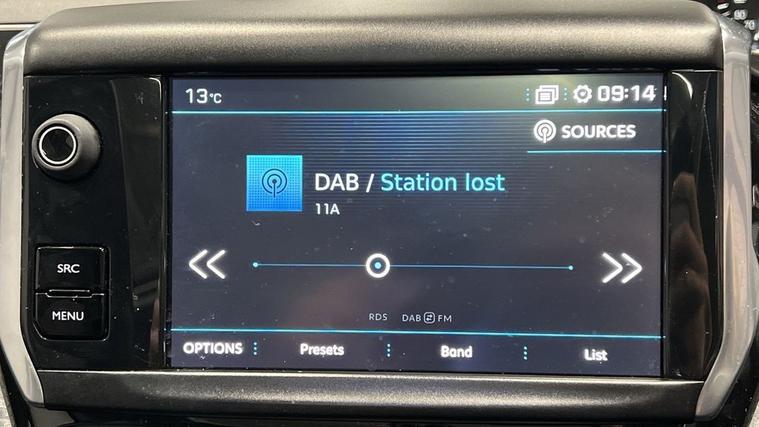 13°C
09:14
SOURCES
DAB / Station lost
11A
SRC
MENU
RDS DAB FM
OPTIONS Presets Band List